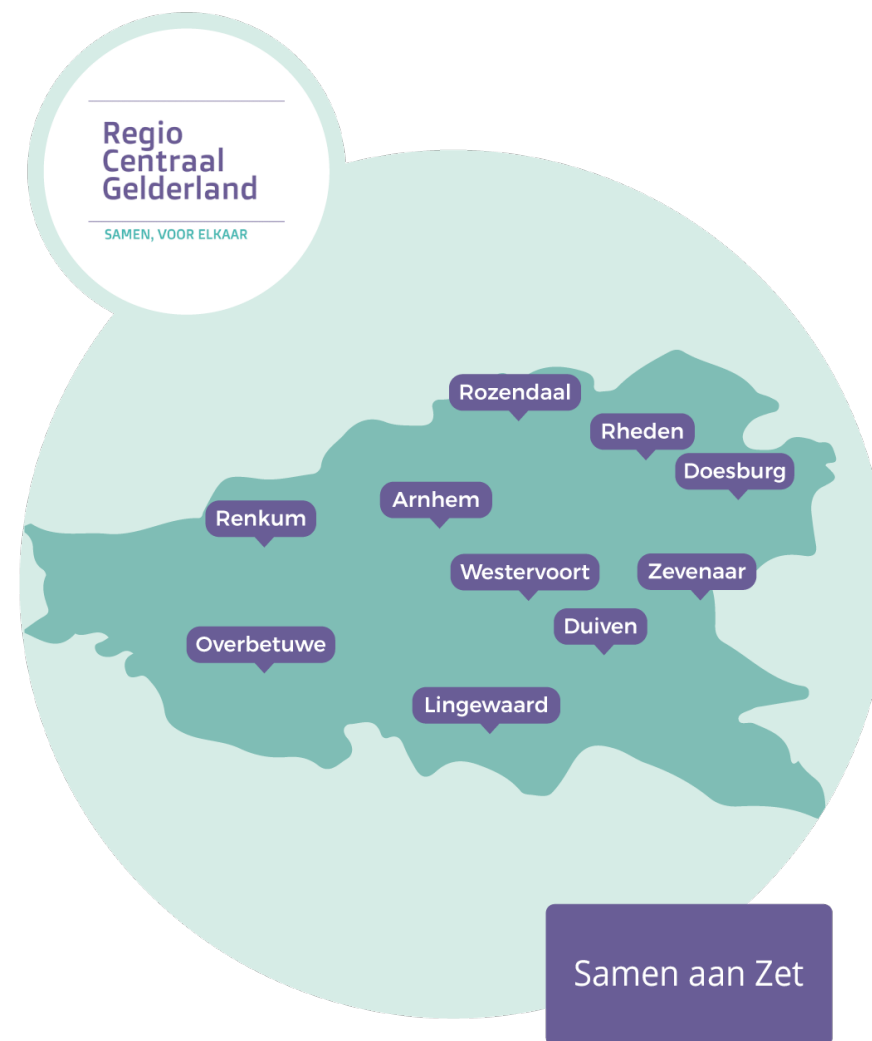 Regio
Centraal
Gelderland
SAMEN, VOOR ELKAAR
Rozendaal
Rheden
Doesburg
Arnhem
Renkum
Westervoort
Zevenaar
Duiven
Overbetuwe
Lingewaard
Samen aan Zet